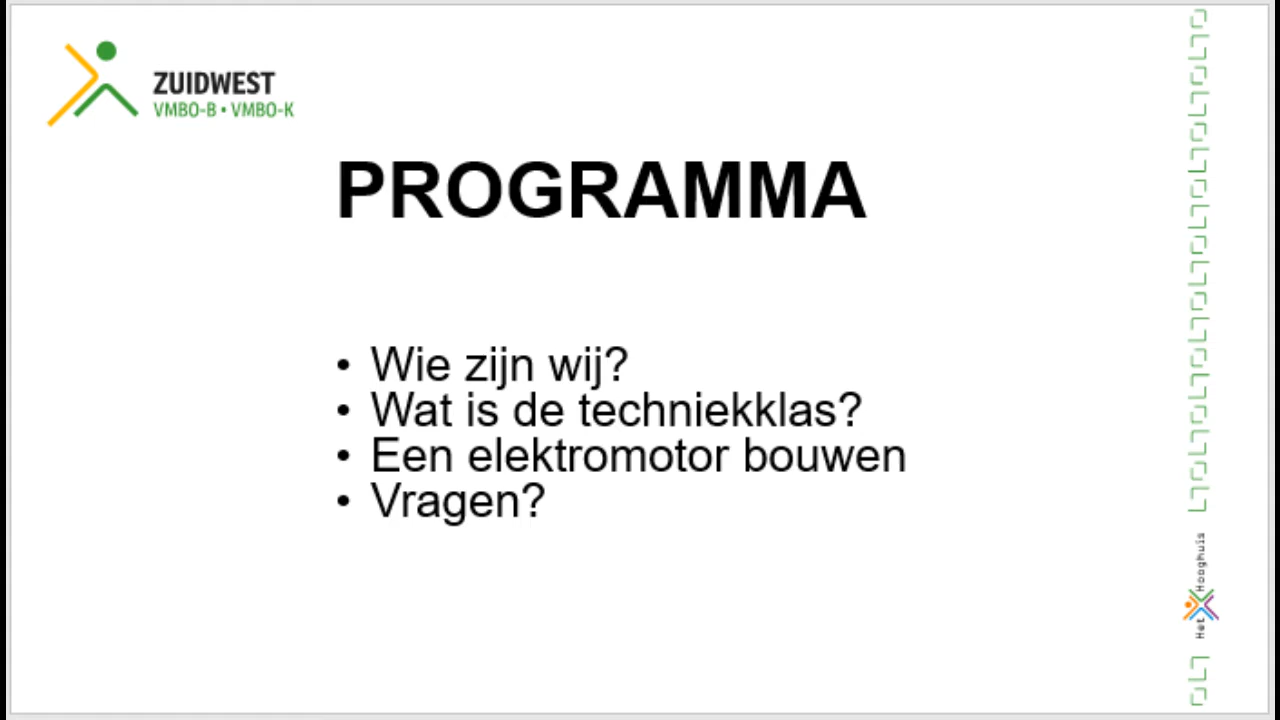 ZUIDWEST
VMBO-B • VMBO-K
PROGRAMMA
• Wie zijn wij?
• Wat is de techniekklas?
• Een elektromotor bouwen
• Vragen?
Het Hooghuis